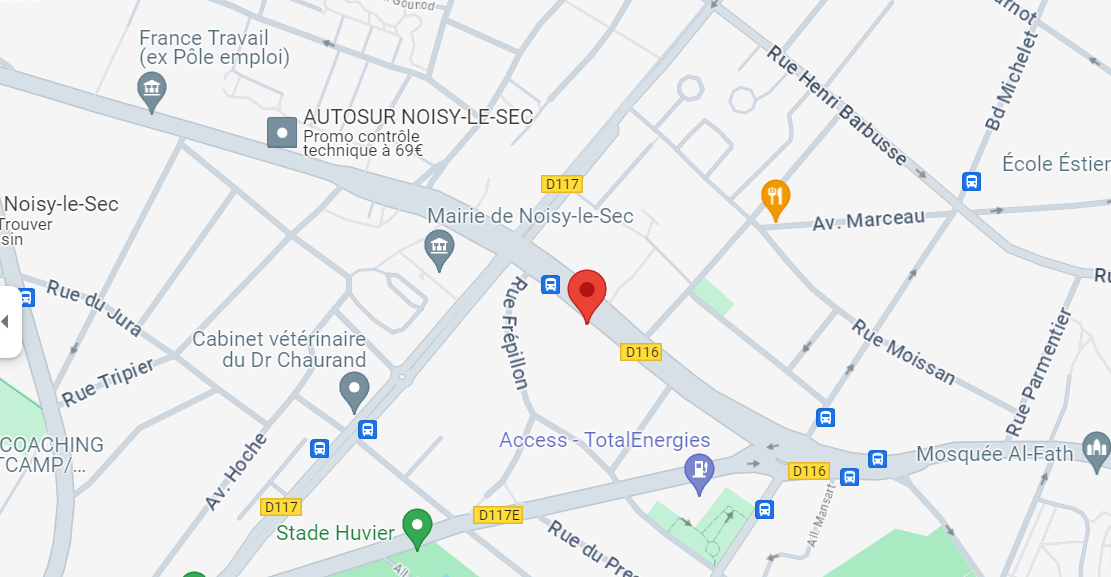 Gounod
France Travail
(ex Pôle emploi)
Rue Henri Barbusse
Bd Michelet
AUTOSUR NOISY-LE-SEC
Promo contrôle
technique à 69€
École Éstien
D117
Noisy-le-Sec
Trouver
sin
Mairie de Noisy-le-Sec
Av. Marceau
Rue du Jura
Rue Frépillon
Cabinet vétérinaire
du Dr Chaurand
D116
Rue Moissan
Rue Parmentier
Rue Tripier
COACHING
TCAMP/...
Av. Hoche
Access - TotalEnergies
Mosquée Al-Fath
D116
D117
D117E
All. Mansart
Stade Huvier
Rue du Pré
All